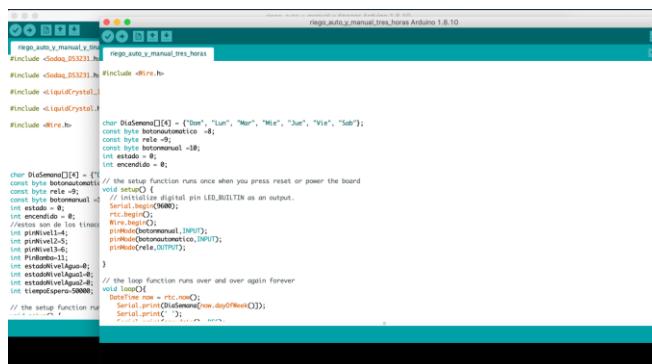 riego_auto_y_manual_tres_horas Arduino 1.8.10
riego_auto_y_manual_tres_horas
#include <Wire.h>
char DiaSemana[][4] = {"Dom", "Lun", "Mar", "Mie", "Jue", "Vie", "Sab"};
const byte botonautomatico =8;
const byte rele =9;
const byte botonmanual =10;
int estado = 0;
int encendido = 0;
// the setup function runs once when you press reset or power the board
void setup() {
// initialize digital pin LED_BUILTIN as an output.
Serial.begin(9600);
rtc.begin();
Wire.begin();
pinMode(botonmanual,INPUT);
pinMode(botonautomatico,INPUT);
pinMode(rele,OUTPUT);
}
// the loop function runs over and over again forever
void loop(){
DateTime now = rtc.now();
Serial.print(DiaSemana[now.dayOfWeek()]);
Serial.print(' ');
riego_auto_y_manual_y_tina
#include <Sodaq_DS3231.h
#include <Sodaq_DS3231.h
#include <LiquidCrystal_
#include <LiquidCrystal.
#include <Wire.h>
char DiaSemana[][4] = {"
const byte botonautomati
const byte rele =9;
const byte botonmanual =
int estado = 0;
int encendido = 0;
//estos son de los tinac
int pinNivel1=4;
int pinNivel2=5;
int pinNivel3=6;
int PinBomba=11;
int estadoNivelAgua=0;
int estadoNivelAgua1=0;
int estadoNivelAgua2=0;
int tiempoEspera=50000;
// the setup function run